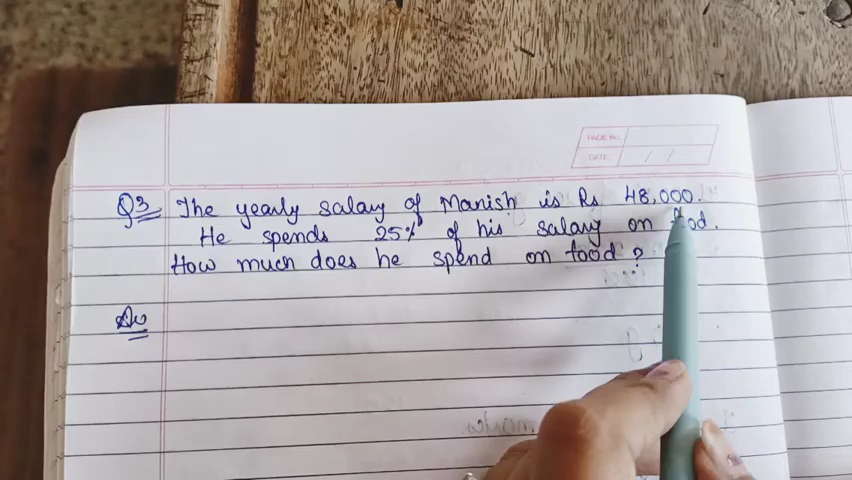 PAGE No.
DATE / /
Q3 The yearly salary of Manish is Rs 48,000.
He spends 25% of his salary on food.
How much does he spend on food?